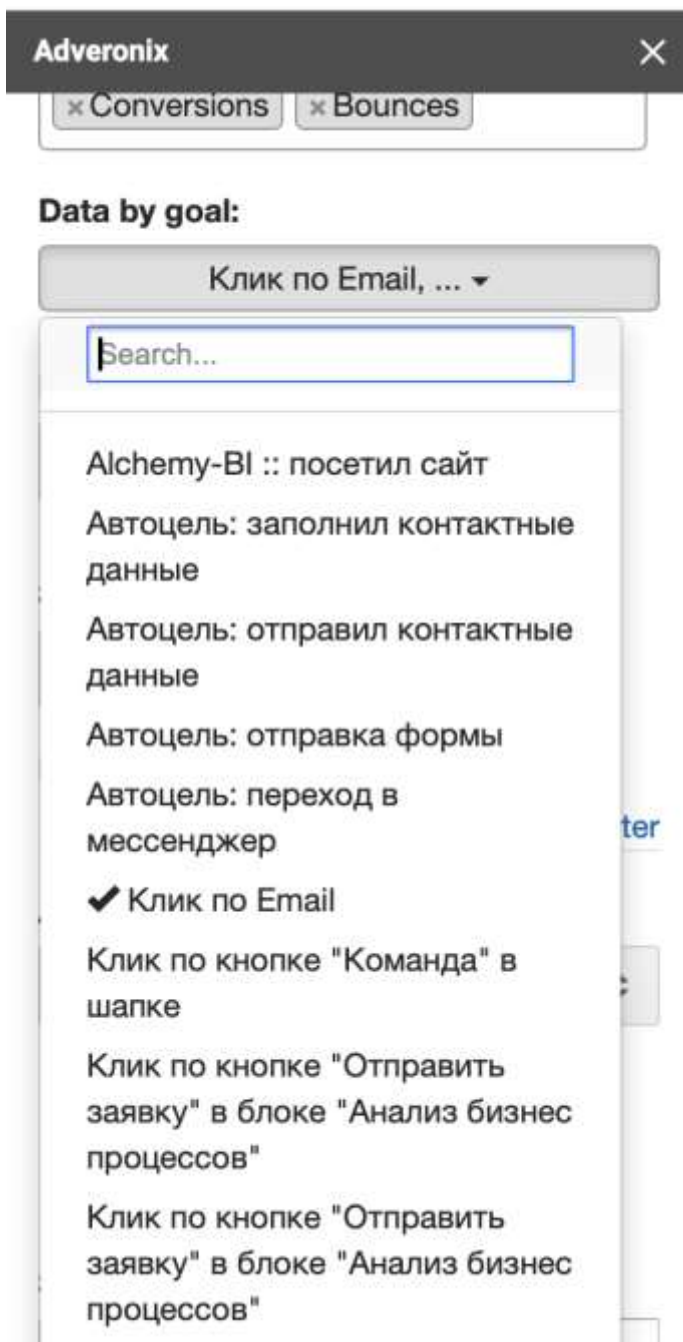 Adveronix
Conversions Bounces
Data by goal:
Клик по Email, ...
Search...
Alchemy-BI :: посетил сайт
Автоцель: заполнил контактные
данные
Автоцель: отправил контактные
данные
Автоцель: отправка формы
Автоцель: переход в
мессенджер
ter
Клик по Email
Клик по кнопке "Команда" в
шапке
Клик по кнопке "Отправить
заявку" в блоке "Анализ бизнес
процессов"
Клик по кнопке "Отправить
заявку" в блоке "Анализ бизнес
процессов"